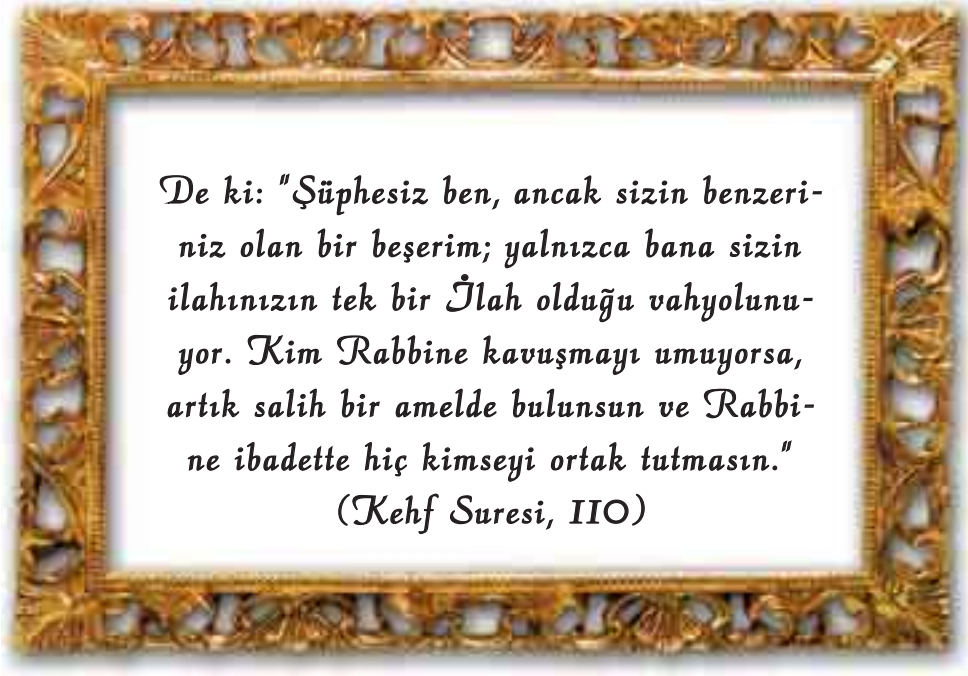 De ki: "Şüphesiz ben, ancak sizin benzeri-
niz olan bir beşerim; yalnızca bana sizin
ilahınızın tek bir İlah olduğu vahyolunu-
yor. Kim Rabbine kavuşmayı umuyorsa,
artık salih bir amelde bulunsun ve Rabbi-
ne ibadette hiç kimseyi ortak tutmasın."
(Kehf Suresi, 110)